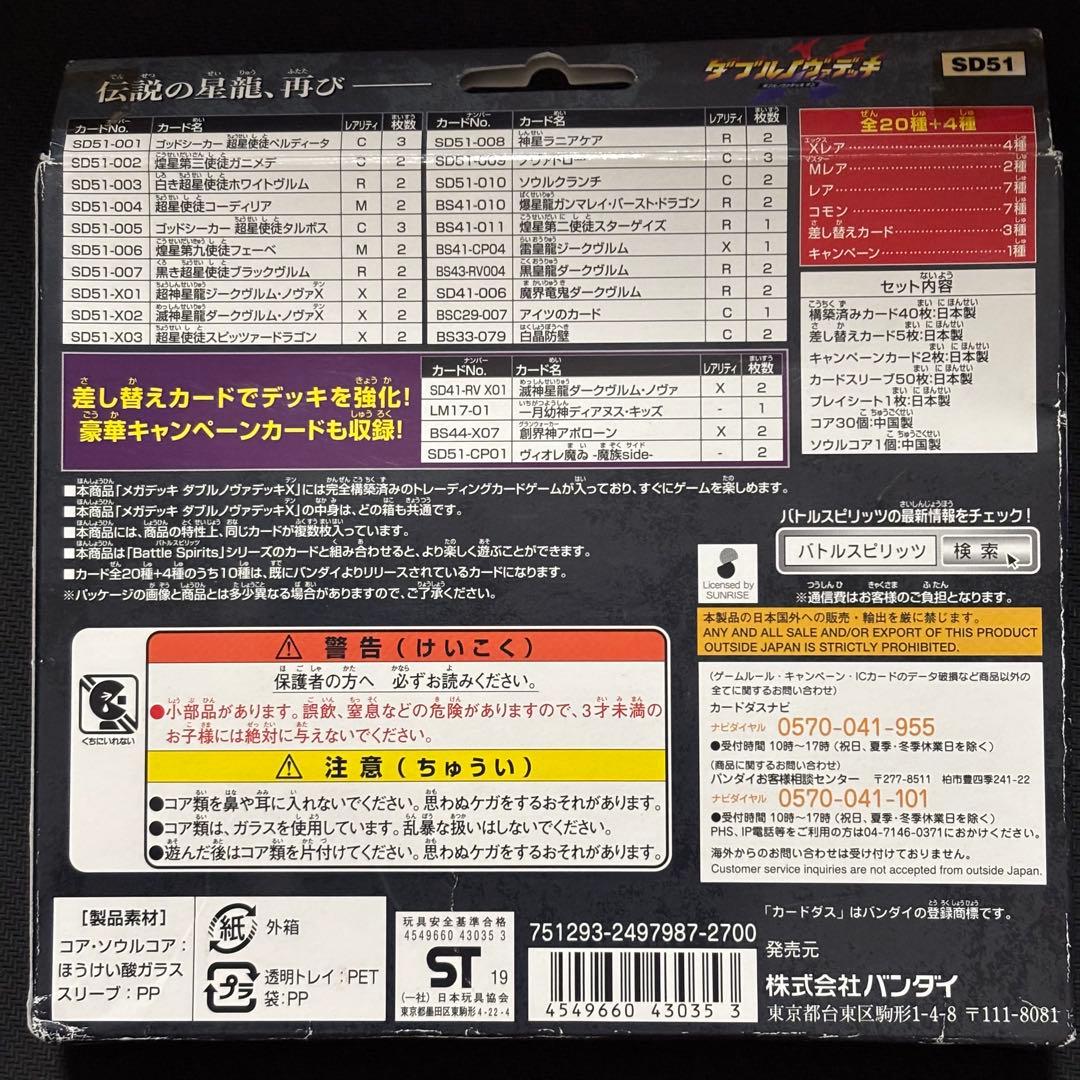 伝説の星龍、再び
ダブルノヴァデッキ
SD51
カードNo. カード名 レアリティ 枚数
SD51-001 ゴッドシーカー 超星使徒ペルディータ C 3
SD51-002 煌星第三使徒ガニメデ C 2
SD51-003 白き超星使徒ホワイトヴルム R 2
SD51-004 超星使徒コーディリア M 2
SD51-005 ゴッドシーカー 超星使徒タルボス C 3
SD51-006 煌星第九使徒フェーベ M 2
SD51-007 黒き超星使徒ブラックヴルム R 2
SD51-X01 超神星龍ジークヴルム・ノヴァX X 2
SD51-X02 滅神星龍ダークヴルム・ノヴァX X 2
SD51-X03 超星使徒スピッツァードラゴン X 2
カードNo. カード名 レアリティ 枚数
SD51-008 神星ラニアケア R 2
SD51-009 ノヴァドロー C 3
SD51-010 ソウルクランチ C 2
BS41-010 爆星龍ガンマレイ・バースト・ドラゴン R 2
BS41-011 煌星第二使徒スターゲイズ R 1
BS41-CP04 雷皇龍ジークヴルム X 1
BS43-RV004 黒皇龍ダークヴルム R 2
SD41-006 魔界竜鬼ダークヴルム R 2
BSC29-007 アイツのカード C 1
BS33-079 白晶防壁 C 2
全20種+4種
Xレア 4種
Mレア 2種
レア 7種
コモン 7種
差し替えカード 3種
キャンペーン 1種
セット内容
構築済みカード40枚:日本製
差し替えカード5枚:日本製
キャンペーンカード2枚:日本製
カードスリーブ50枚:日本製
プレイシート1枚:日本製
コア30個:中国製
ソウルコア1個:中国製
差し替えカードでデッキを強化!
豪華キャンペーンカードも収録!
カードNo. カード名 レアリティ 枚数
SD41-RV X01 滅神星龍ダークヴルム・ノヴァ X 2
LM17-01 一月幼神ディアヌス・キッズ - 1
BS44-X07 創界神アポローン X 2
SD51-CP01 ヴィオレ魔ゐ -魔族side- - 2
■本商品「メガデッキ ダブルノヴァデッキX」には完全構築済みのトレーディングカードゲームが入っており、すぐにゲームを楽しめます。
■本商品「メガデッキ ダブルノヴァデッキX」の中身は、どの箱も共通です。
■本商品には、商品の特性上、同じカードが複数枚入っています。
■本商品は「Battle Spirits」シリーズのカードと組み合わせると、より楽しく遊ぶことができます。
■カード全20種+4種のうち10種は、既にバンダイよりリリースされているカードになります。
※パッケージの画像と商品とは多少異なる場合がありますので、ご了承ください。
バトルスピリッツの最新情報をチェック!
バトルスピリッツ 検索
※通信費はお客様のご負担となります。
Licensed by
SUNRISE
本製品の日本国外への販売・輸出を厳に禁じます。
ANY AND ALL SALE AND/OR EXPORT OF THIS PRODUCT
OUTSIDE JAPAN IS STRICTLY PROHIBITED.
くちにいれない
警告(けいこく)
保護者の方へ 必ずお読みください。
●小部品があります。誤飲、窒息などの危険がありますので、3才未満の
お子様には絶対に与えないでください。
注意(ちゅうい)
●コア類を鼻や耳に入れないでください。思わぬケガをするおそれがあります。
●コア類は、ガラスを使用しています。乱暴な扱いはしないでください。
●遊んだ後はコア類を片付けてください。思わぬケガをするおそれがあります。
(ゲームルール・キャンペーン・ICカードのデータ破損など商品以外の
全てに関するお問い合わせ)
カードダスナビ
ナビダイヤル 0570-041-955
●受付時間 10時〜17時(祝日、夏季・冬季休業日を除く)
(商品に関するお問い合わせ)
バンダイお客様相談センター 〒277-8511 柏市豊四季241-22
ナビダイヤル 0570-041-101
●受付時間 10時〜17時(祝日、夏季・冬季休業日を除く)
PHS、IP電話等をご利用の方は04-7146-0371におかけください。
海外からのお問い合わせは受け付けておりません。
Customer service inquiries are not accepted from outside Japan.
【製品素材】
コア・ソウルコア:
ほうけい酸ガラス
スリーブ:PP
紙 外箱
プラ 透明トレイ:PET
袋:PP
玩具安全基準合格
4549660 43035 3
ST 19
(一社)日本玩具協会
東京都墨田区東駒形4-22-4
751293-2497987-2700
4549660 43035 3
「カードダス」はバンダイの登録商標です。
発売元
株式会社バンダイ
東京都台東区駒形1-4-8 〒111-8081